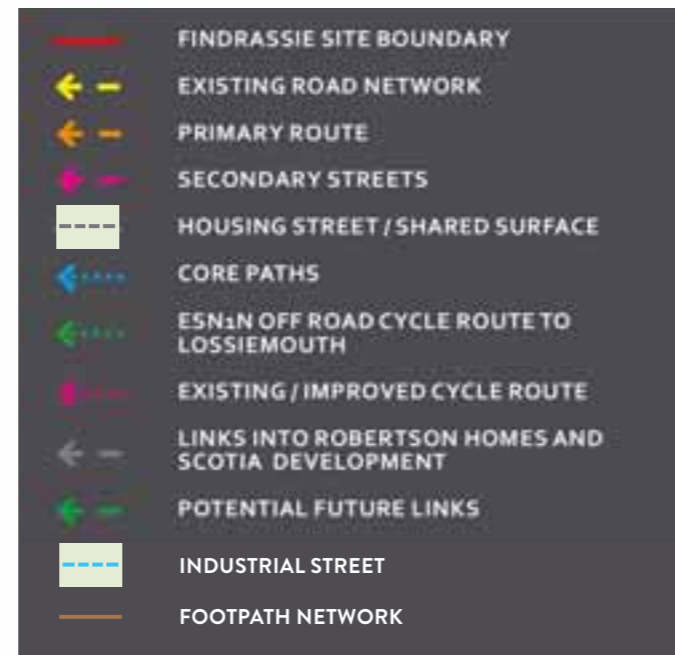 FINDRASSIE SITE BOUNDARY
EXISTING ROAD NETWORK
PRIMARY ROUTE
SECONDARY STREETS
HOUSING STREET / SHARED SURFACE
CORE PATHS
ESN1N OFF ROAD CYCLE ROUTE TO
LOSSIEMOUTH
EXISTING / IMPROVED CYCLE ROUTE
LINKS INTO ROBERTSON HOMES AND
SCOTIA DEVELOPMENT
POTENTIAL FUTURE LINKS
INDUSTRIAL STREET
FOOTPATH NETWORK